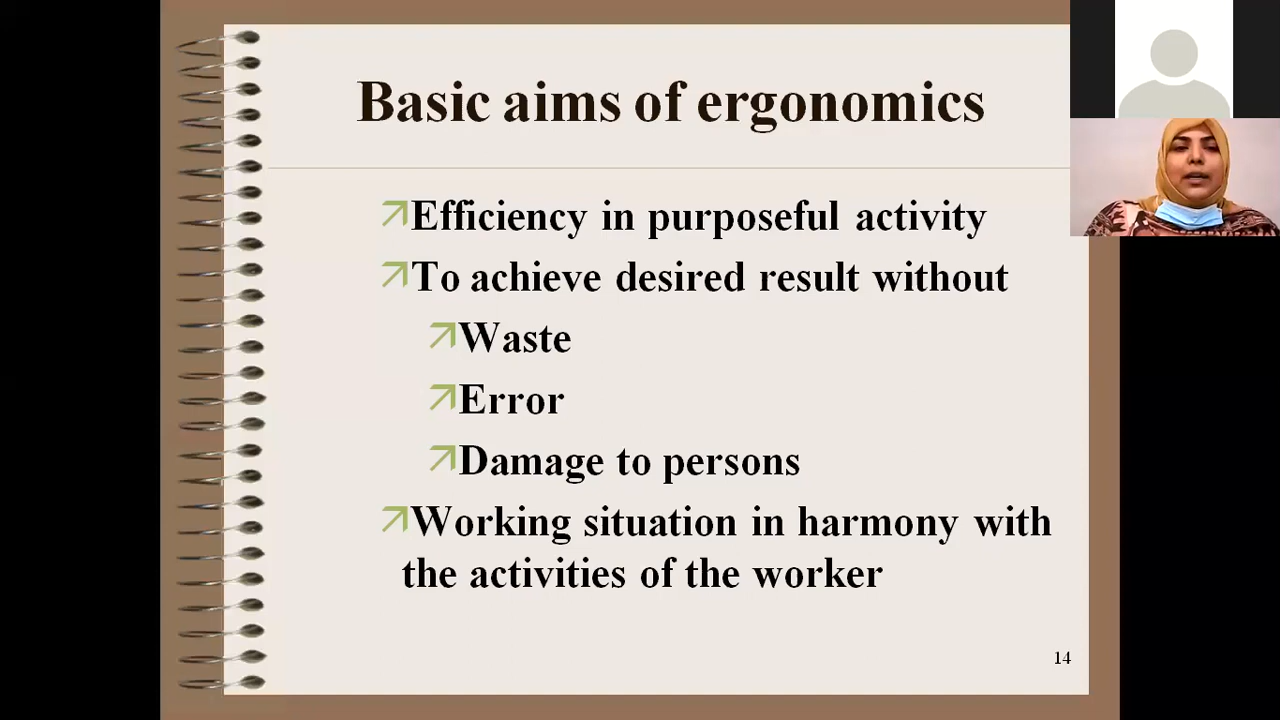 Basic aims of ergonomics
Efficiency in purposeful activity
To achieve desired result without
Waste
Error
Damage to persons
Working situation in harmony with
the activities of the worker
14